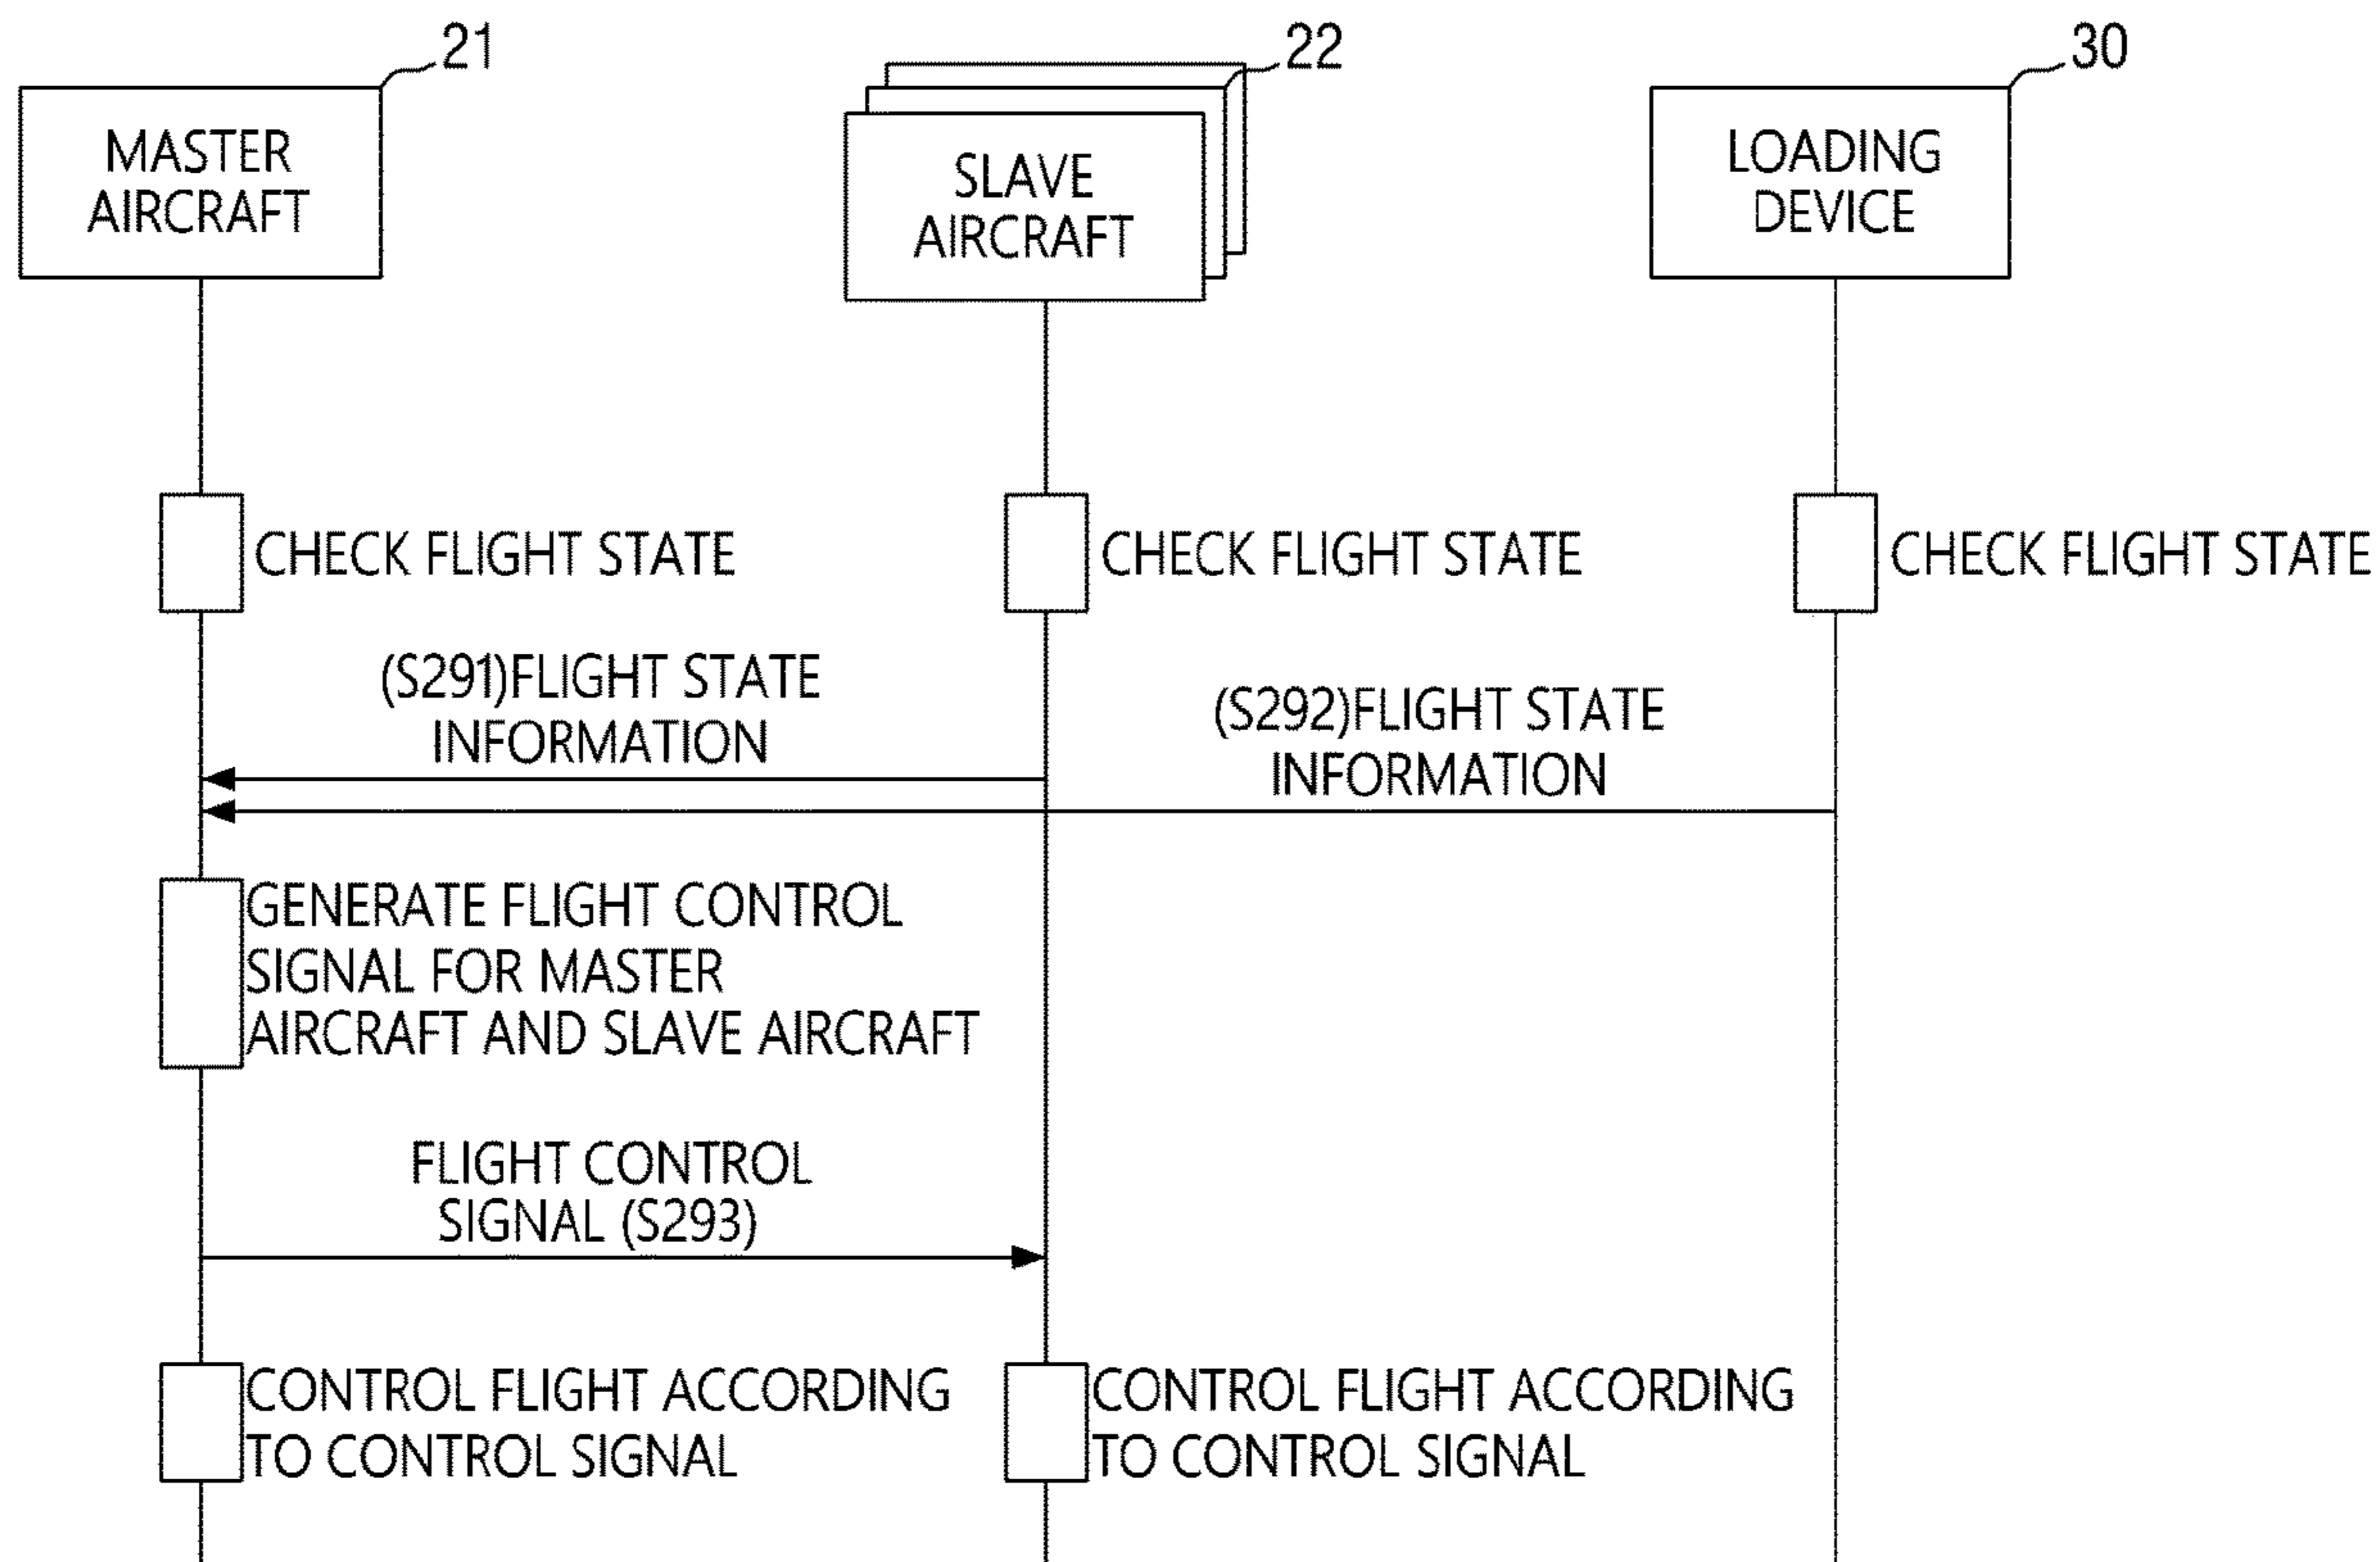 21
22
30
MASTER
AIRCRAFT
SLAVE
AIRCRAFT
LOADING
DEVICE
CHECK FLIGHT STATE
CHECK FLIGHT STATE
CHECK FLIGHT STATE
(S291)FLIGHT STATE
INFORMATION
(S292)FLIGHT STATE
INFORMATION
GENERATE FLIGHT CONTROL
SIGNAL FOR MASTER
AIRCRAFT AND SLAVE AIRCRAFT
FLIGHT CONTROL
SIGNAL (S293)
CONTROL FLIGHT ACCORDING
TO CONTROL SIGNAL
CONTROL FLIGHT ACCORDING
TO CONTROL SIGNAL